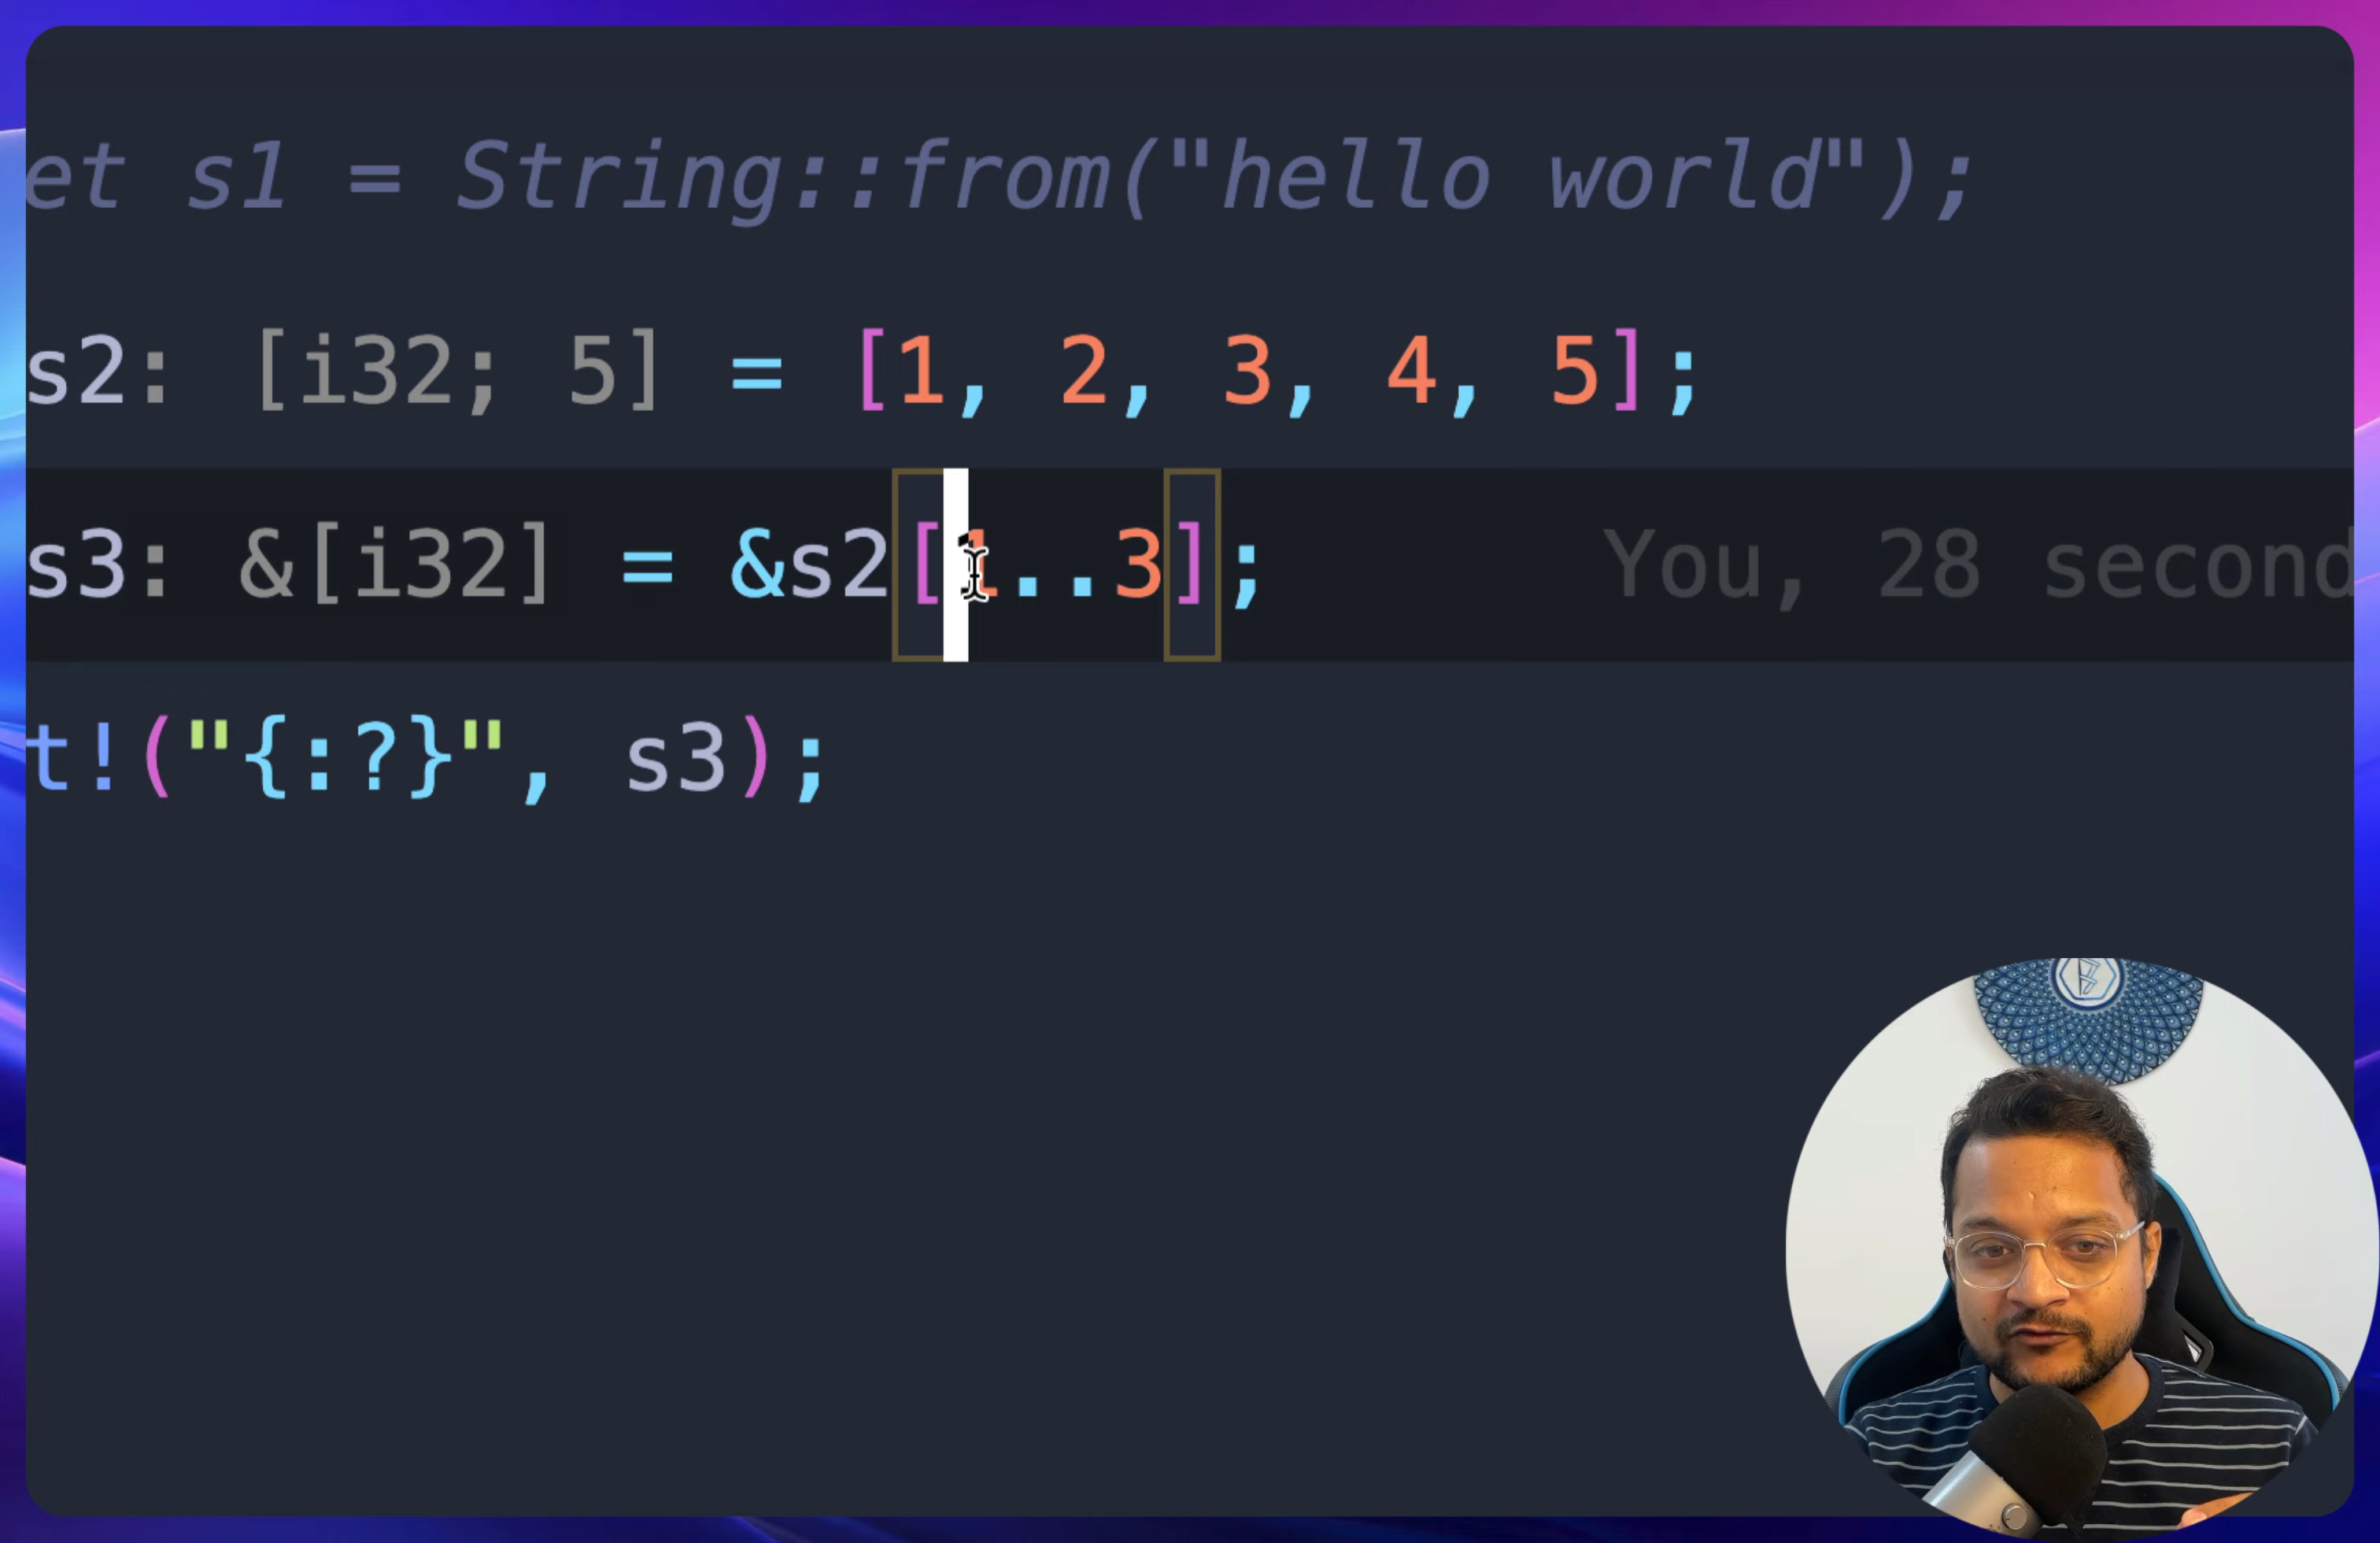 et s1 = String::from("hello world");
s2: [i32; 5] = [1, 2, 3, 4, 5];
s3: &[i32] = &s2[1..3]; You, 28 second
t!("{:?}", s3);